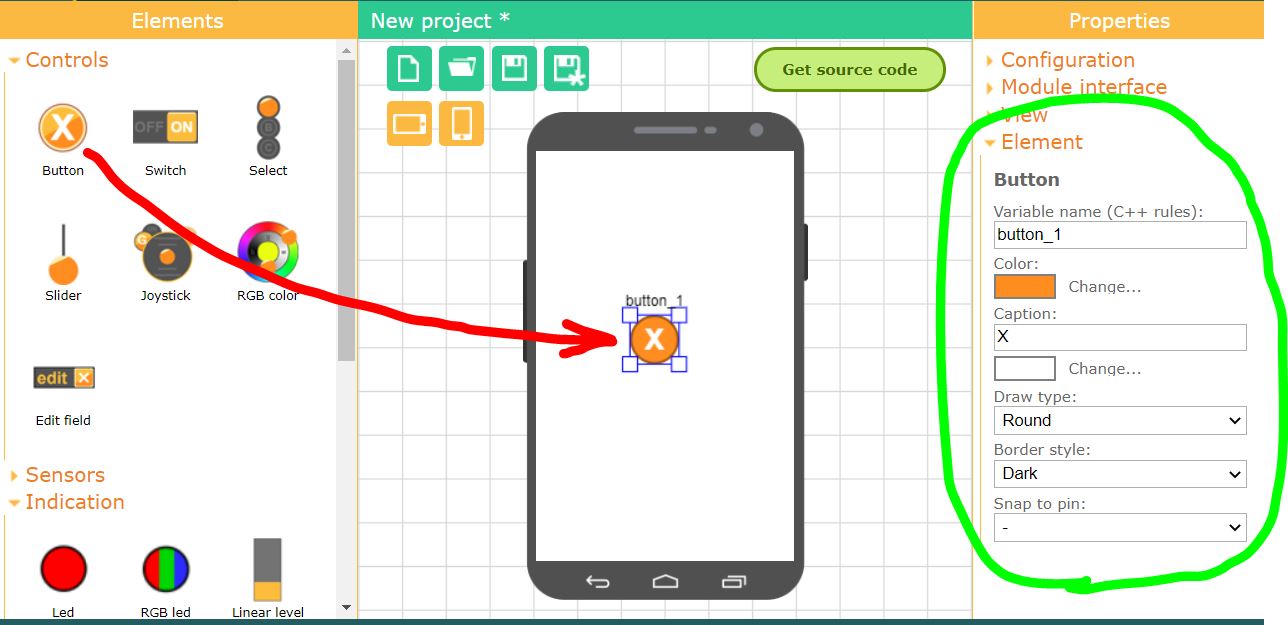 Elements
Controls
X
OFF ON
B
C
Button
Switch
Select
G
Slider
Joystick
RGB color
edit X
Edit field
Sensors
Indication
Led
RGB led
Linear level
New project *
Get source code
button_1
X
Properties
Configuration
Module interface
View
Element
Button
Variable name (C++ rules):
button_1
Color:
Change...
Caption:
X
Change...
Draw type:
Round
Border style:
Dark
Snap to pin:
-